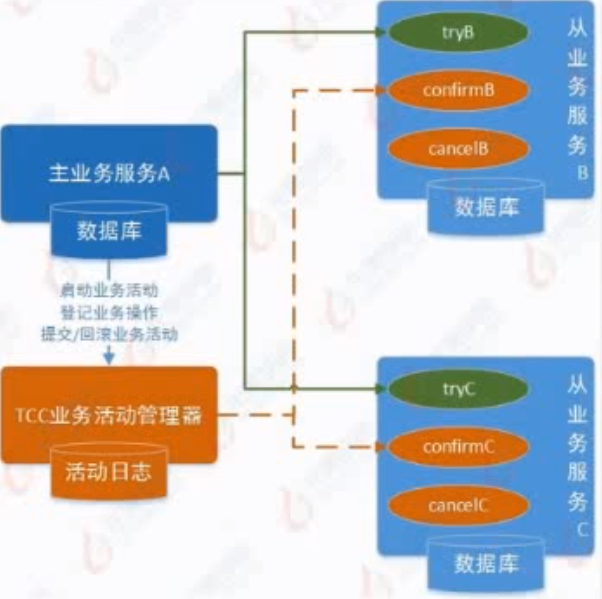 tryB
confirmB
cancelB
从业务服务B
数据库
主业务服务A
数据库
启动业务活动
登记业务操作
提交/回滚业务活动
TCC业务活动管理器
活动日志
tryC
confirmC
cancelC
从业务服务C
数据库